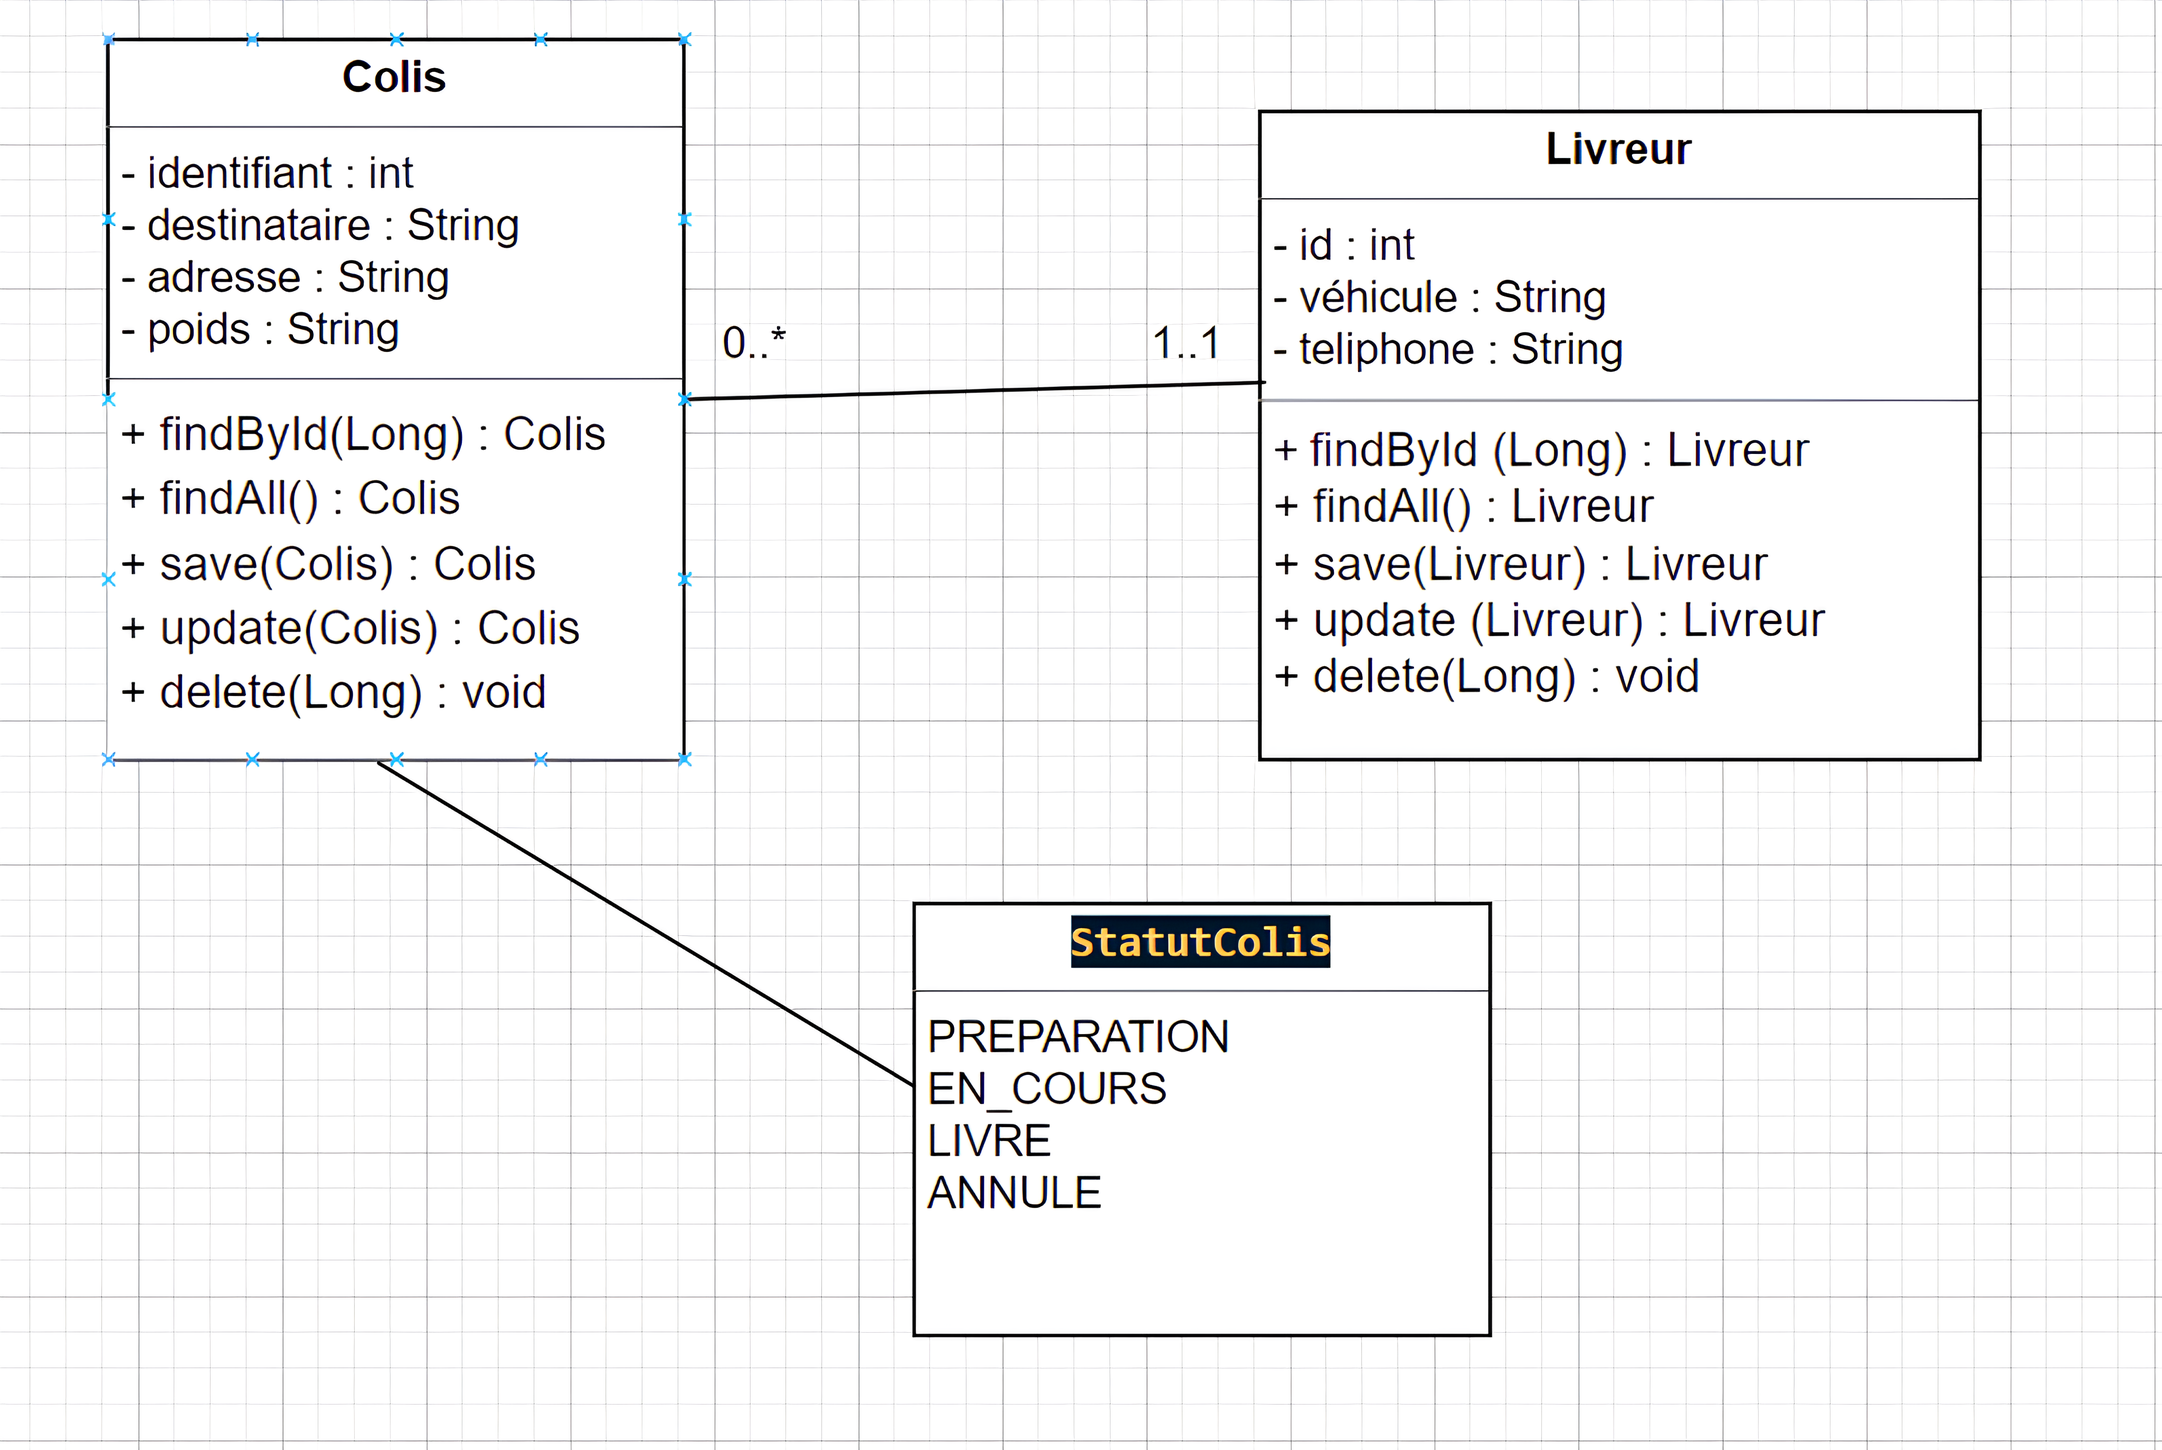 Colis
- identifiant : int
- destinataire : String
- adresse : String
- poids : String
+ findById(Long) : Colis
+ findAll() : Colis
+ save(Colis) : Colis
+ update(Colis) : Colis
+ delete(Long) : void
0..*
1..1
Livreur
- id : int
- véhicule : String
- teliphone : String
+ findById (Long) : Livreur
+ findAll() : Livreur
+ save(Livreur) : Livreur
+ update (Livreur) : Livreur
+ delete(Long) : void
StatutColis
PREPARATION
EN_COURS
LIVRE
ANNULE